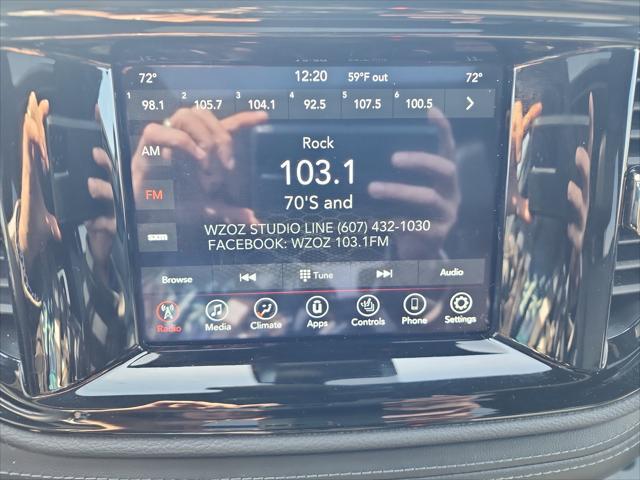 72° 12:20 59°F out 72°
1 98.1 2 105.7 3 104.1 4 92.5 5 107.5 6 100.5
AM
FM
sxm
Rock
103.1
70'S and
WZOZ STUDIO LINE (607) 432-1030
FACEBOOK: WZOZ 103.1FM
Browse Tune Audio
Radio Media Climate Apps Controls Phone Settings